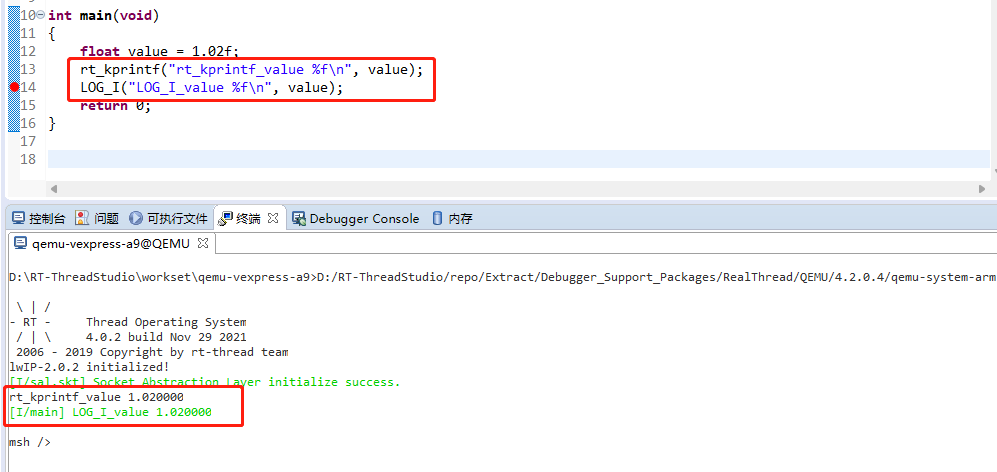 10 int main(void)
11 {
12     float value = 1.02f;
13     rt_kprintf("rt_kprintf_value %f\n", value);
14     LOG_I("LOG_I_value %f\n", value);
15     return 0;
16 }
17
18
控制台 问题 可执行文件 终端 Debugger Console 内存
qemu-vexpress-a9@QEMU
D:\RT-ThreadStudio\workset\qemu-vexpress-a9>D:/RT-ThreadStudio/repo/Extract/Debugger_Support_Packages/RealThread/QEMU/4.2.0.4/qemu-system-arm
 \ | /
- RT -     Thread Operating System
 / | \     4.0.2 build Nov 29 2021
 2006 - 2019 Copyright by rt-thread team
lwIP-2.0.2 initialized!
[I/sal.skt] Socket Abstraction Layer initialize success.
rt_kprintf_value 1.020000
[I/main] LOG_I_value 1.020000
msh />